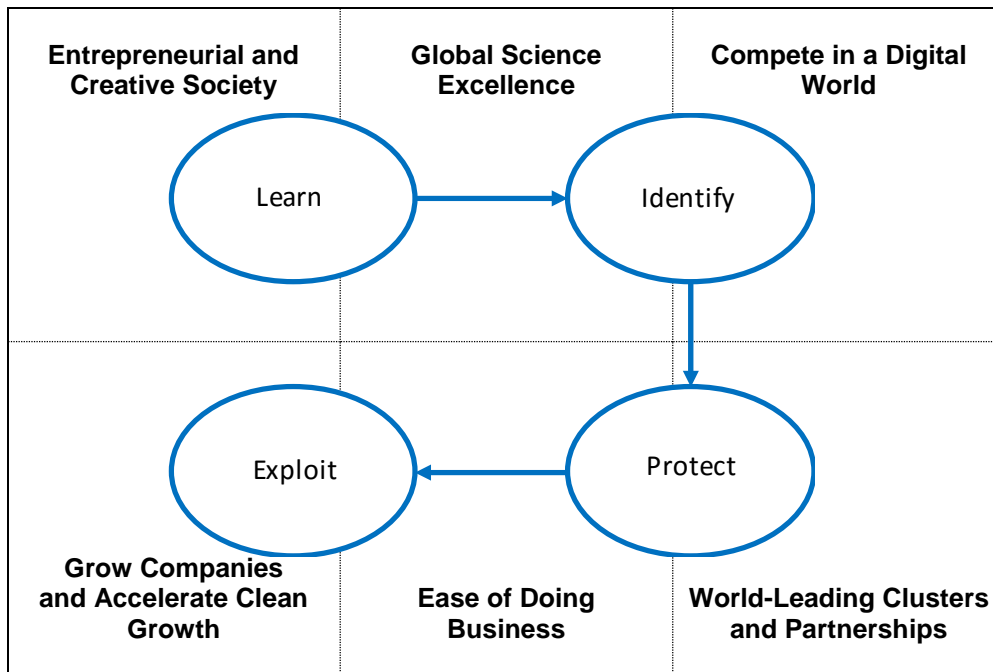 Entrepreneurial and
Creative Society
Global Science
Excellence
Compete in a Digital
World
Learn
Identify
Exploit
Protect
Grow Companies
and Accelerate Clean
Growth
Ease of Doing
Business
World-Leading Clusters
and Partnerships